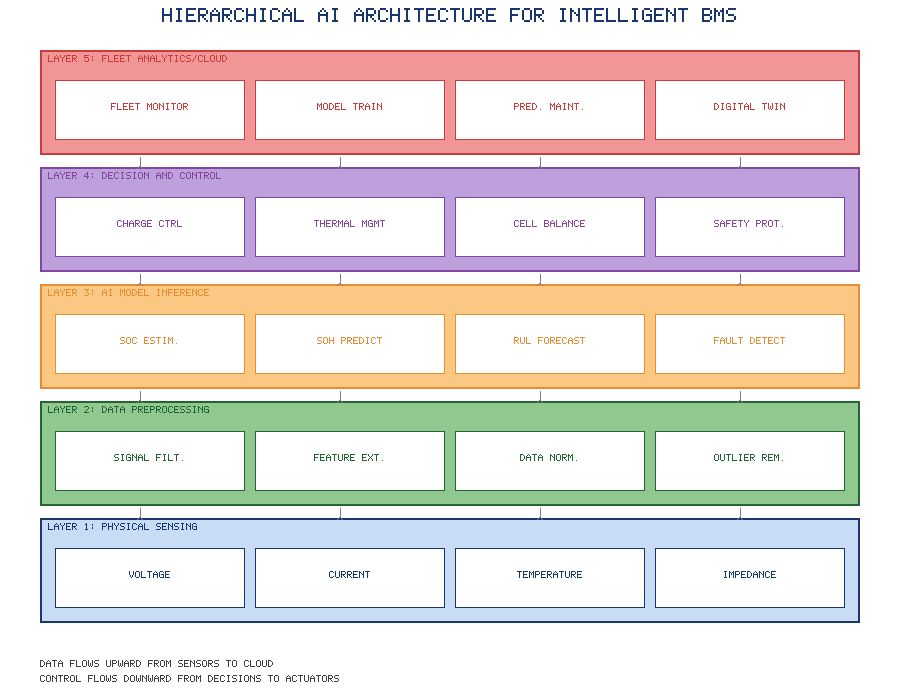 HIERARCHICAL AI ARCHITECTURE FOR INTELLIGENT BMS
LAYER 5: FLEET ANALYTICS/CLOUD
FLEET MONITOR
MODEL TRAIN
PRED. MAINT.
DIGITAL TWIN
LAYER 4: DECISION AND CONTROL
CHARGE CTRL
THERMAL MGMT
CELL BALANCE
SAFETY PROT.
LAYER 3: AI MODEL INFERENCE
SOC ESTIM.
SOH PREDICT
RUL FORECAST
FAULT DETECT
LAYER 2: DATA PREPROCESSING
SIGNAL FILT.
FEATURE EXT.
DATA NORM.
OUTLIER REM.
LAYER 1: PHYSICAL SENSING
VOLTAGE
CURRENT
TEMPERATURE
IMPEDANCE
DATA FLOWS UPWARD FROM SENSORS TO CLOUD
CONTROL FLOWS DOWNWARD FROM DECISIONS TO ACTUATORS